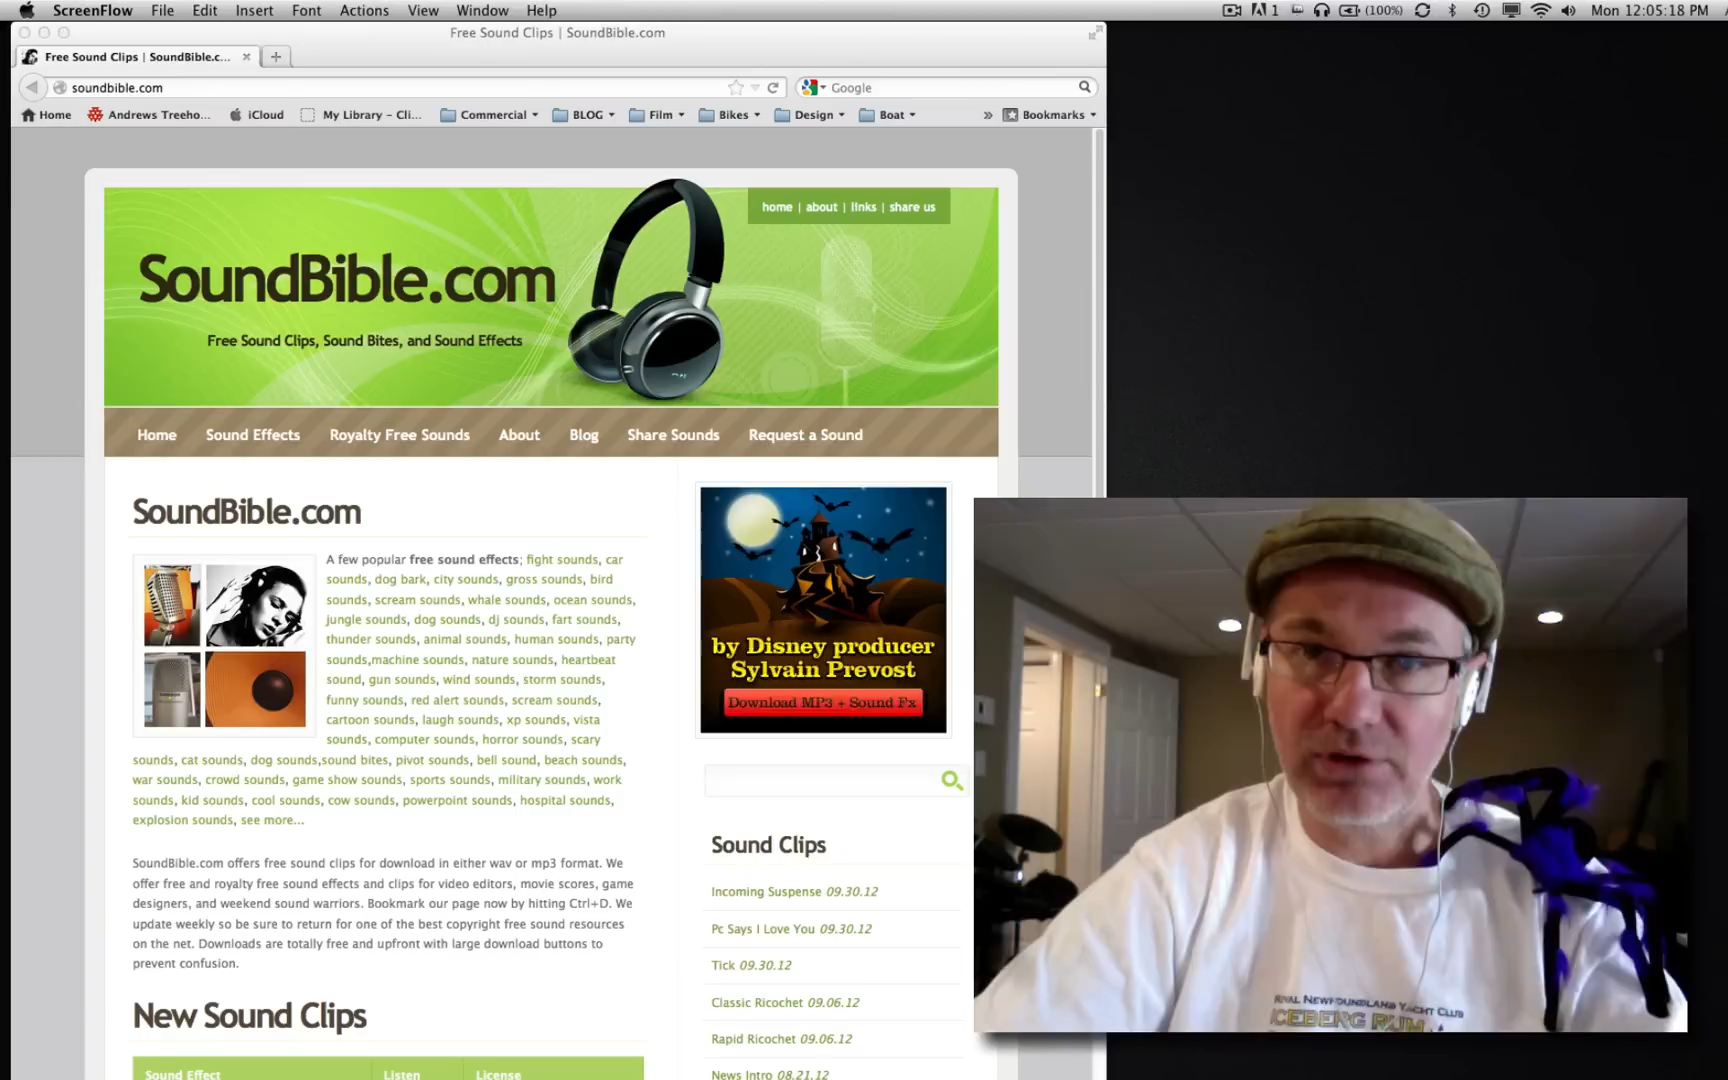 ScreenFlow File Edit Insert Font Actions View Window Help
1 (100%) Mon 12:05:18 PM
Free Sound Clips | SoundBible.com
Free Sound Clips | SoundBible.c...
soundbible.com
Google
Home Andrews Treeho... iCloud My Library – Cli... Commercial BLOG Film Bikes Design Boat » Bookmarks
home | about | links | share us
SoundBible.com
Free Sound Clips, Sound Bites, and Sound Effects
Home Sound Effects Royalty Free Sounds About Blog Share Sounds Request a Sound
SoundBible.com
A few popular free sound effects; fight sounds, car
sounds, dog bark, city sounds, gross sounds, bird
sounds, scream sounds, whale sounds, ocean sounds,
jungle sounds, dog sounds, dj sounds, fart sounds,
thunder sounds, animal sounds, human sounds, party
sounds,machine sounds, nature sounds, heartbeat
sound, gun sounds, wind sounds, storm sounds,
funny sounds, red alert sounds, scream sounds,
cartoon sounds, laugh sounds, xp sounds, vista
sounds, computer sounds, horror sounds, scary
sounds, cat sounds, dog sounds,sound bites, pivot sounds, bell sound, beach sounds,
war sounds, crowd sounds, game show sounds, sports sounds, military sounds, work
sounds, kid sounds, cool sounds, cow sounds, powerpoint sounds, hospital sounds,
explosion sounds, see more...
SoundBible.com offers free sound clips for download in either wav or mp3 format. We
offer free and royalty free sound effects and clips for video editors, movie scores, game
designers, and weekend sound warriors. Bookmark our page now by hitting Ctrl+D. We
update weekly so be sure to return for one of the best copyright free sound resources
on the net. Downloads are totally free and upfront with large download buttons to
prevent confusion.
New Sound Clips
Sound Effect Listen License
by Disney producer
Sylvain Prevost
Download MP3 + Sound Fx
Sound Clips
Incoming Suspense 09.30.12
Pc Says I Love You 09.30.12
Tick 09.30.12
Classic Ricochet 09.06.12
Rapid Ricochet 09.06.12
News Intro 08.21.12
Royal Newfoundland Yacht Club
ICEBERG RUN